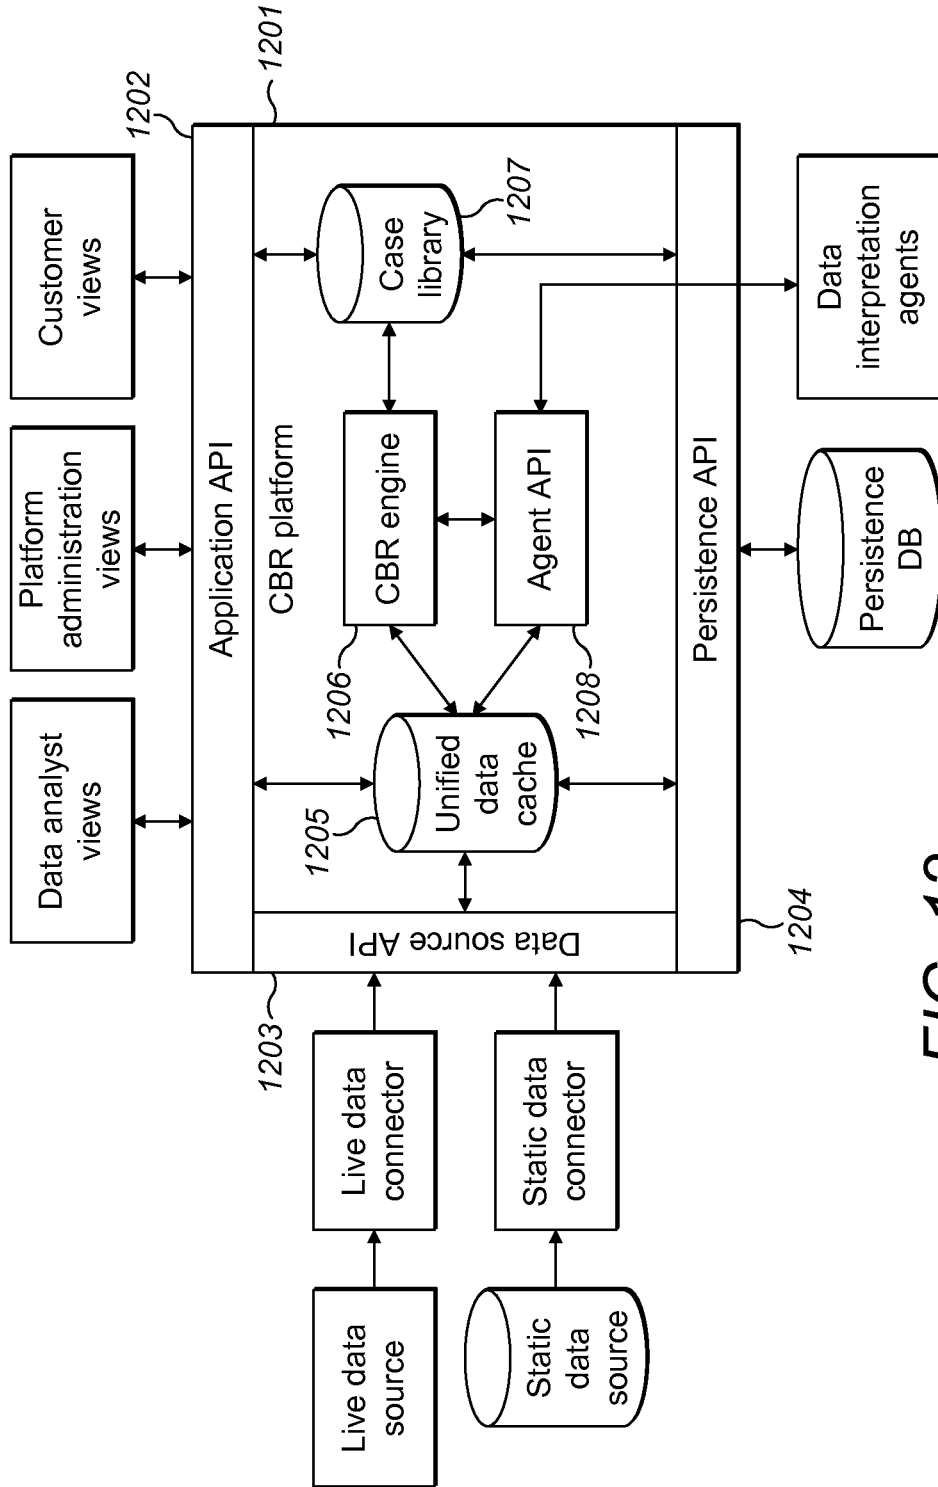 Data analyst
views
Platform
administration
views
Customer
views
1202
1201
Application API
CBR platform
1203
Data source API
Live data
source
Live data
connector
Static
data
source
Static data
connector
1205
Unified
data
cache
1206
CBR engine
1208
Agent API
Case
library
1207
Persistence API
1204
Persistence
DB
Data
interpretation
agents